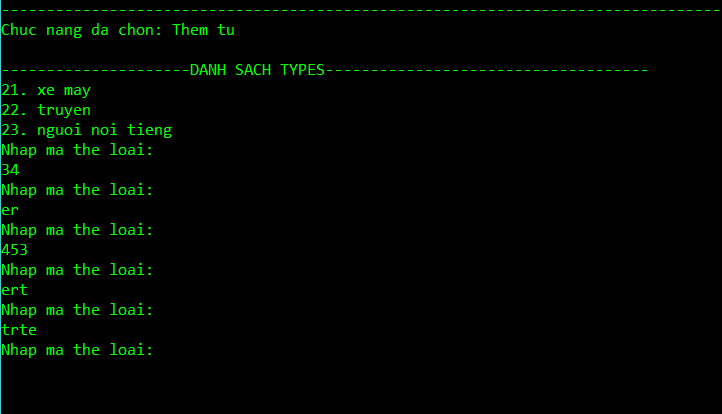 --------------------------------------------------------------------------------
Chuc nang da chon: Them tu
---------------------DANH SACH TYPES------------------------------------
21. xe may
22. truyen
23. nguoi noi tieng
Nhap ma the loai:
34
Nhap ma the loai:
er
Nhap ma the loai:
453
Nhap ma the loai:
ert
Nhap ma the loai:
trte
Nhap ma the loai: